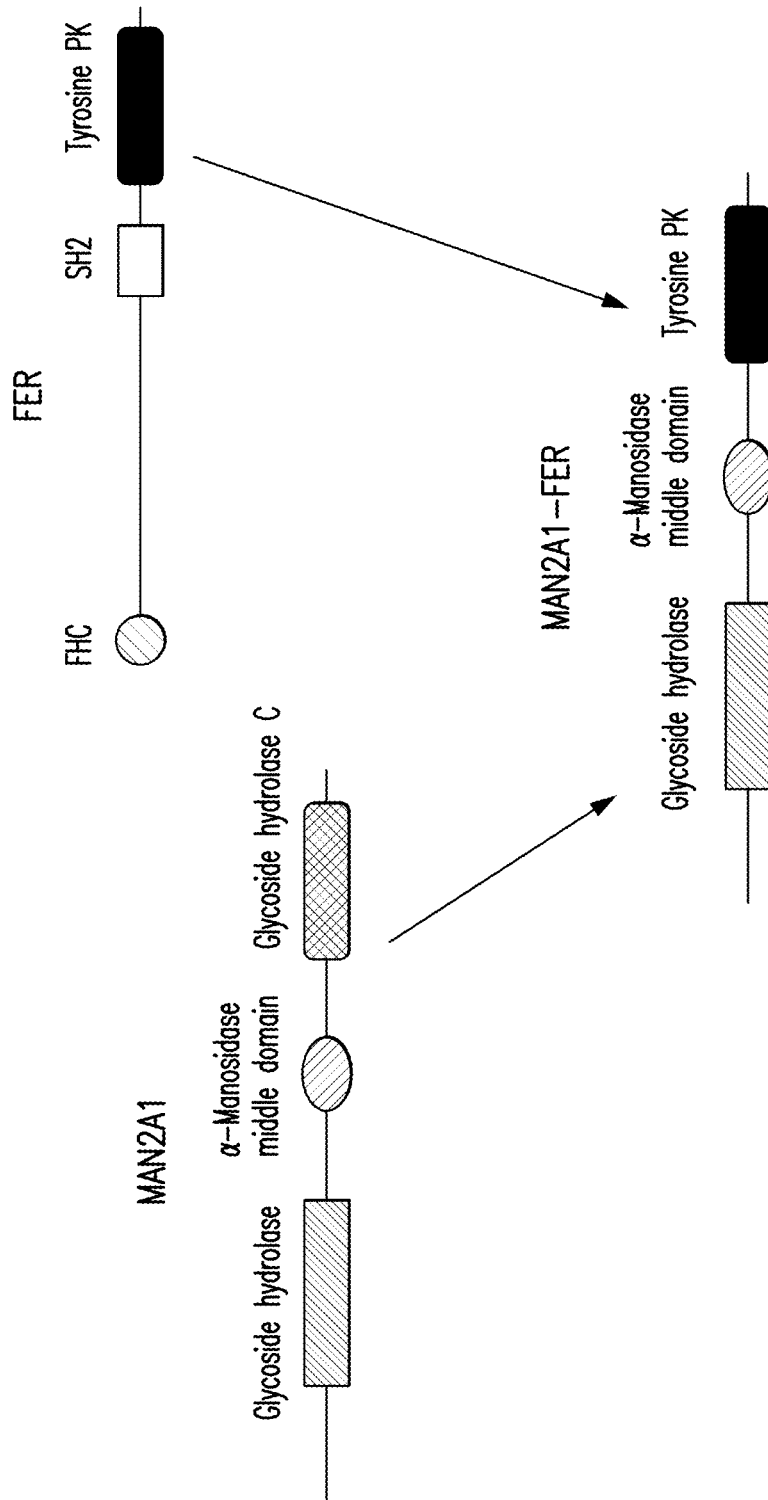 MAN2A1
Glycoside hydrolase
α-Manosidase
middle domain
Glycoside hydrolase C
FER
FHC
SH2
Tyrosine PK
MAN2A1-FER
Glycoside hydrolase
α-Manosidase
middle domain
Tyrosine PK